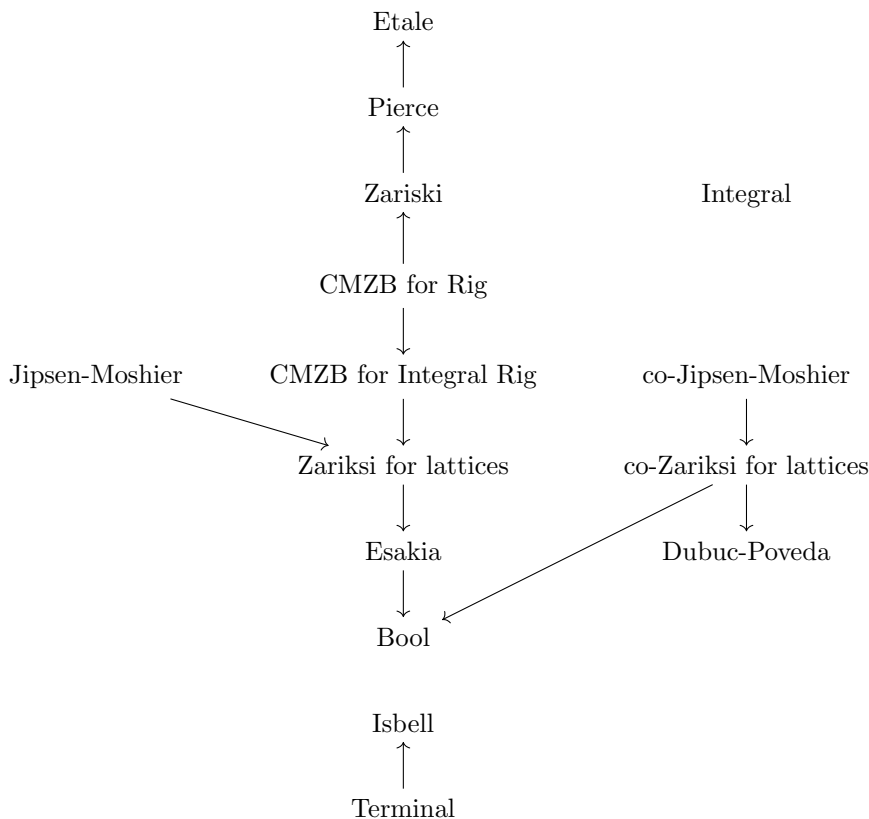 Etale
Pierce
Zariski
Integral
CMZB for Rig
Jipsen-Moshier
CMZB for Integral Rig
co-Jipsen-Moshier
Zariksi for lattices
co-Zariksi for lattices
Esakia
Dubuc-Poveda
Bool
Isbell
Terminal